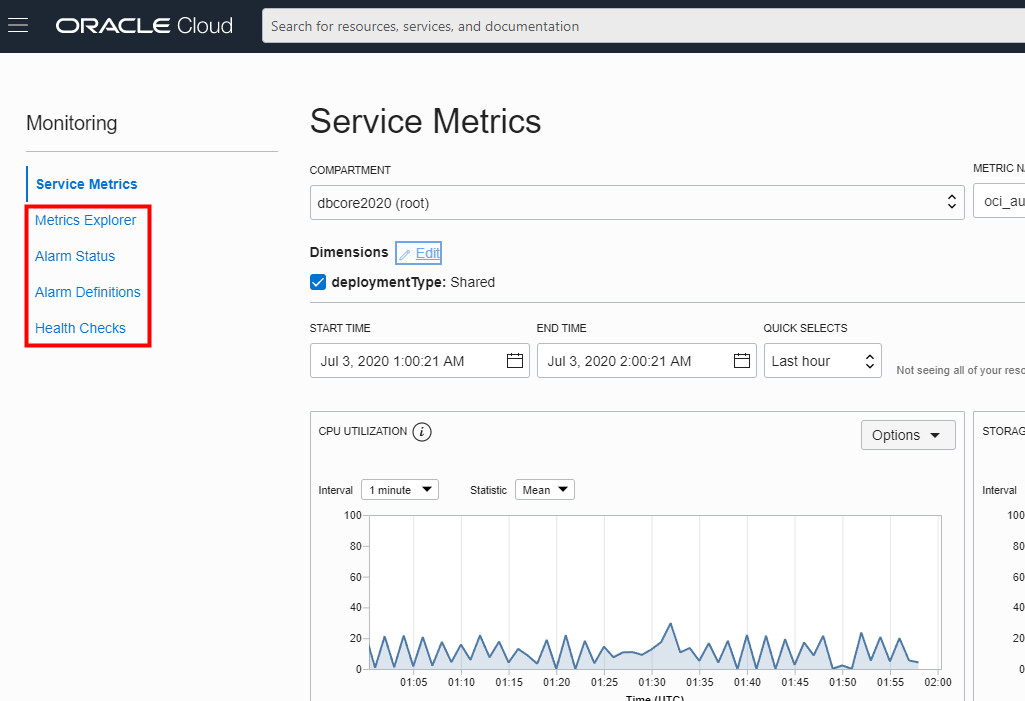 ORACLE Cloud
Search for resources, services, and documentation
Monitoring
Service Metrics
Metrics Explorer
Alarm Status
Alarm Definitions
Health Checks
Service Metrics
COMPARTMENT
METRIC
dbcore2020 (root)
Dimensions Edit
deploymentType: Shared
START TIME
END TIME
QUICK SELECTS
Jul 3, 2020 1:00:21 AM
Jul 3, 2020 2:00:21 AM
Last hour
Not seeing all of your
CPU UTILIZATION
Options
Interval 1 minute
Statistic Mean
100
80
60
40
20
0
01:05 01:10 01:15 01:20 01:25 01:30 01:35 01:40 01:45 01:50 01:55 02:00
Time (UTC)
Interval
100
80
60
40
20
0